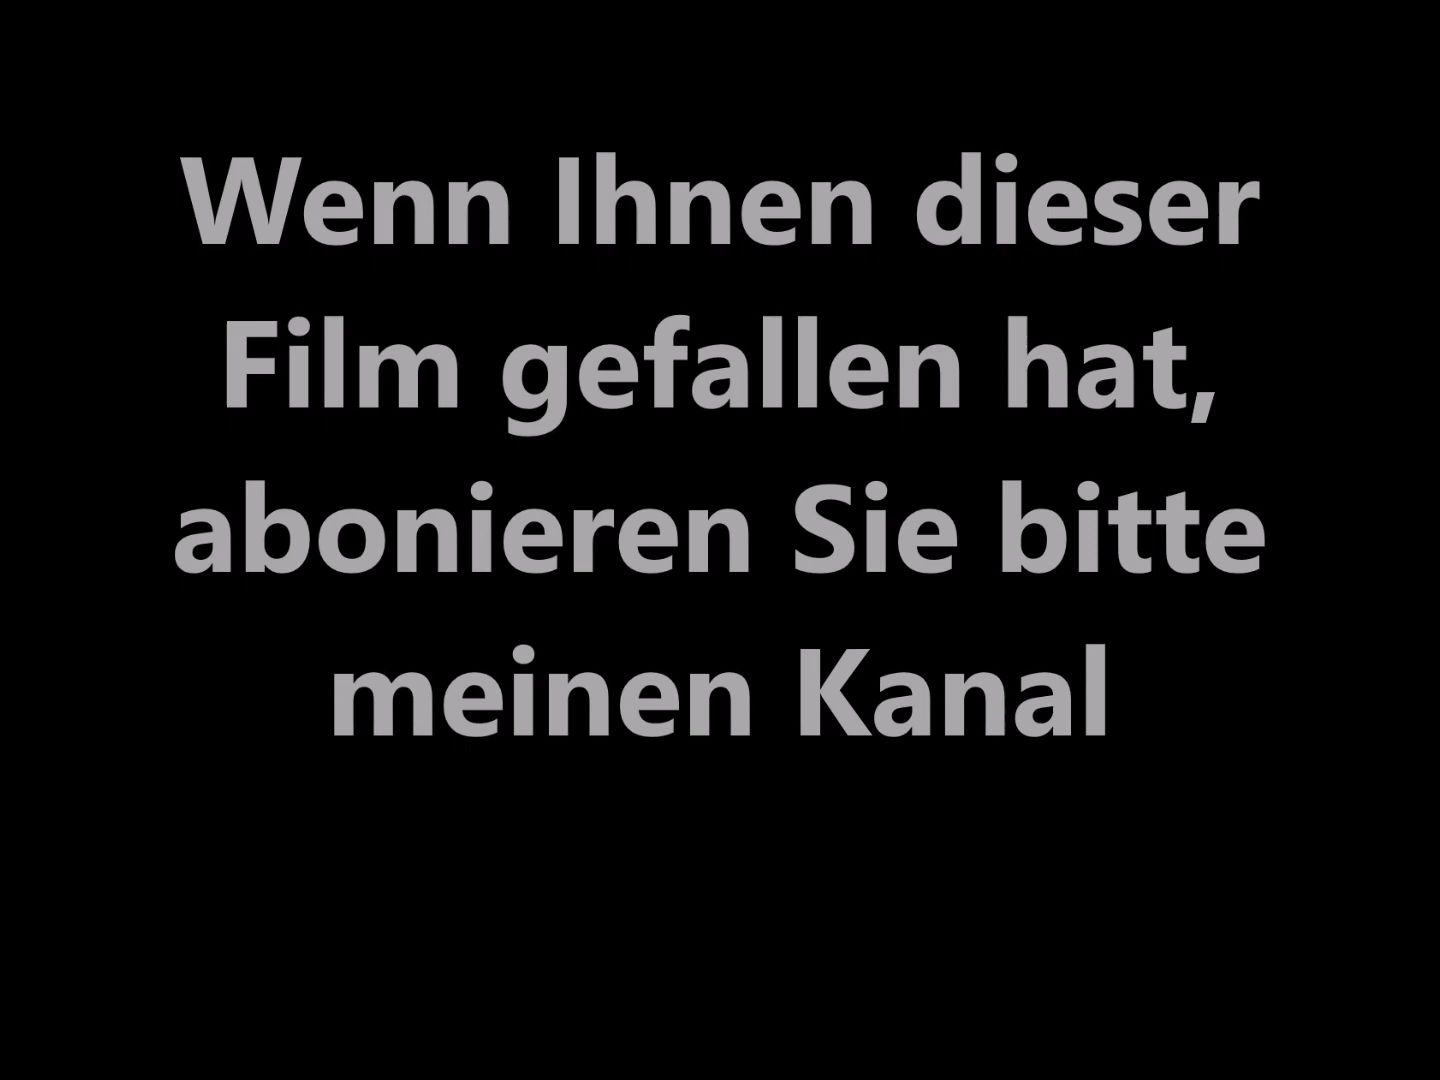 Wenn Ihnen dieser
Film gefallen hat,
abonieren Sie bitte
meinen Kanal